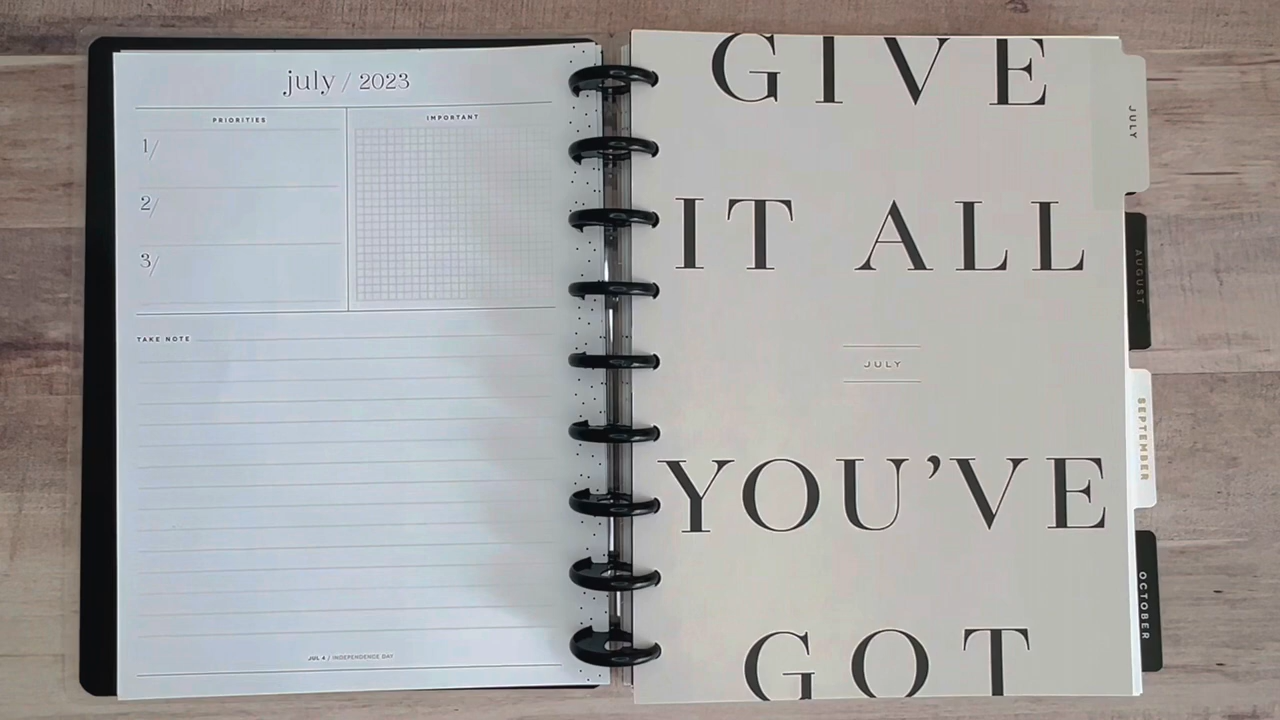 july / 2023
PRIORITIES
IMPORTANT
1/
2/
3/
TAKE NOTE
JUL 4 / INDEPENDENCE DAY
GIVE
IT ALL
JULY
YOU'VE
GOT
JULY
AUGUST
SEPTEMBER
OCTOBER